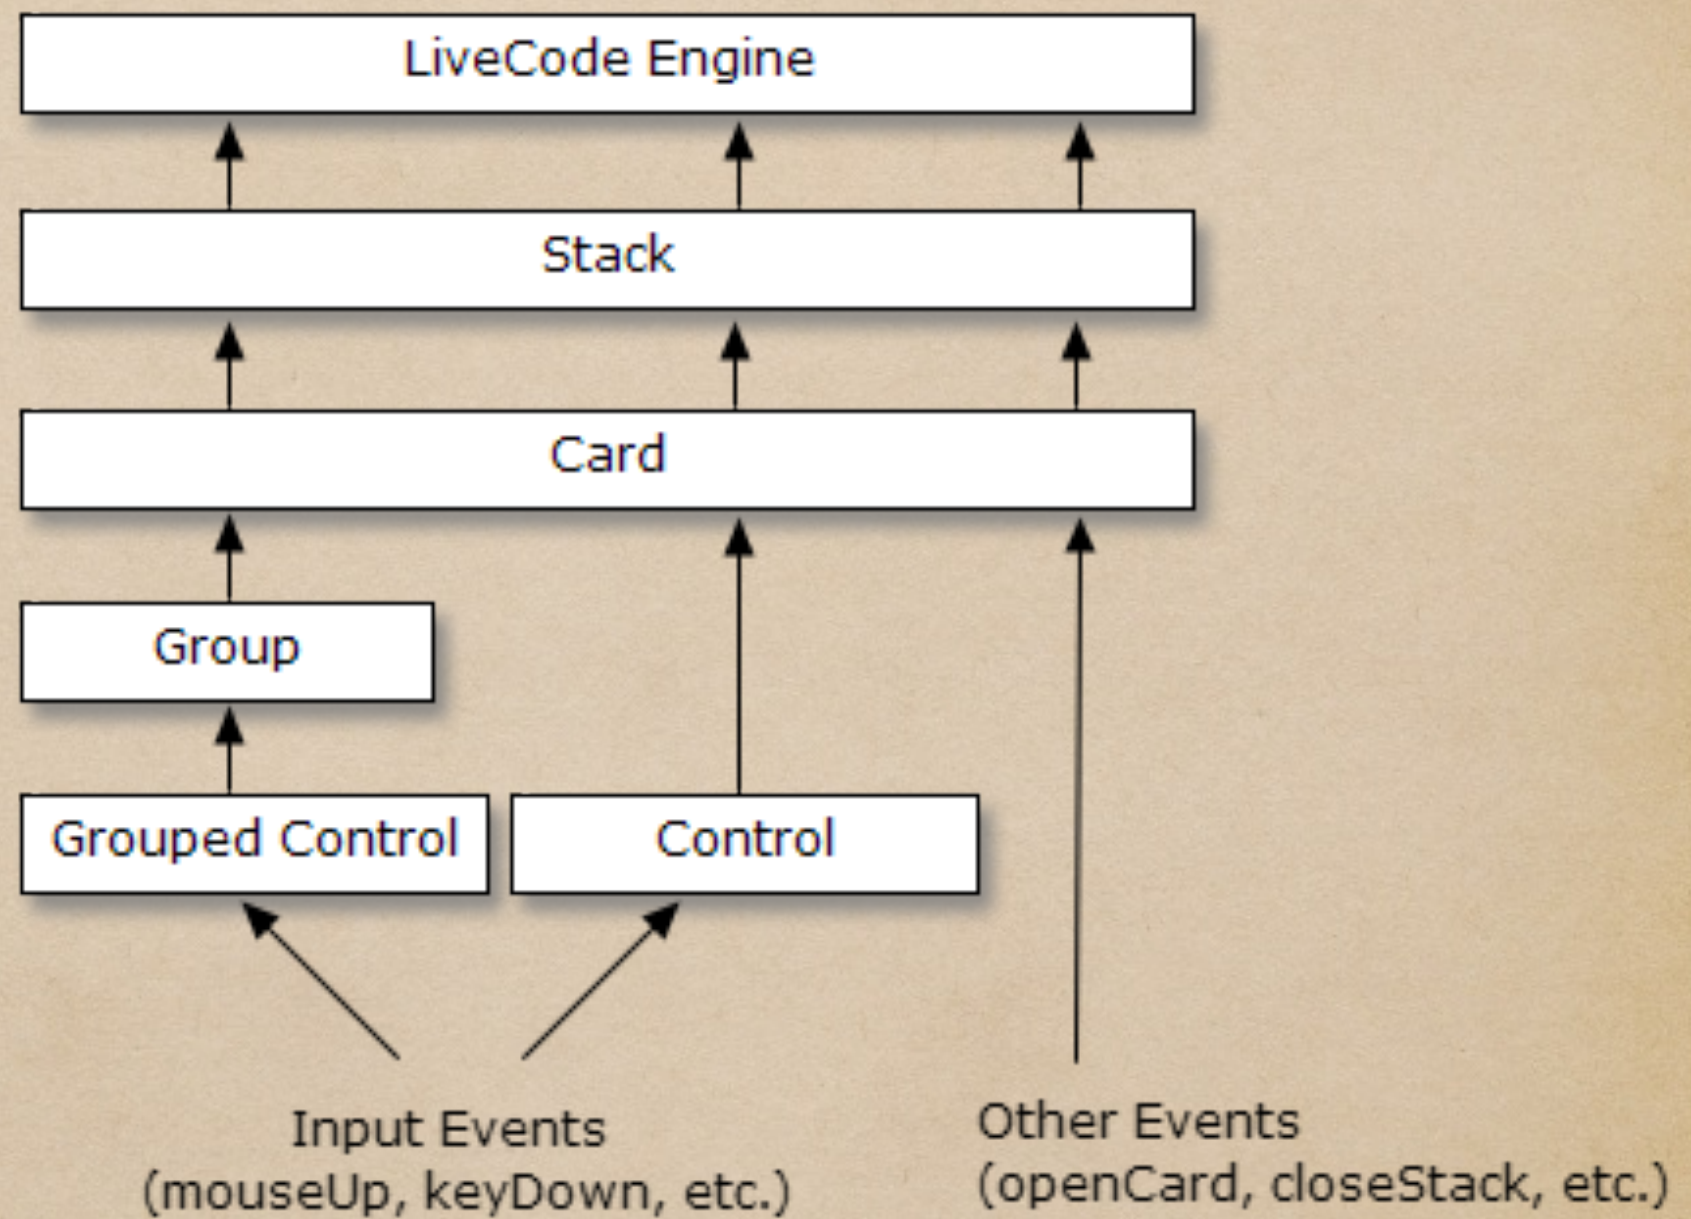 LiveCode Engine
Stack
Card
Group
Grouped Control
Control
Input Events
(mouseUp, keyDown, etc.)
Other Events
(openCard, closeStack, etc.)